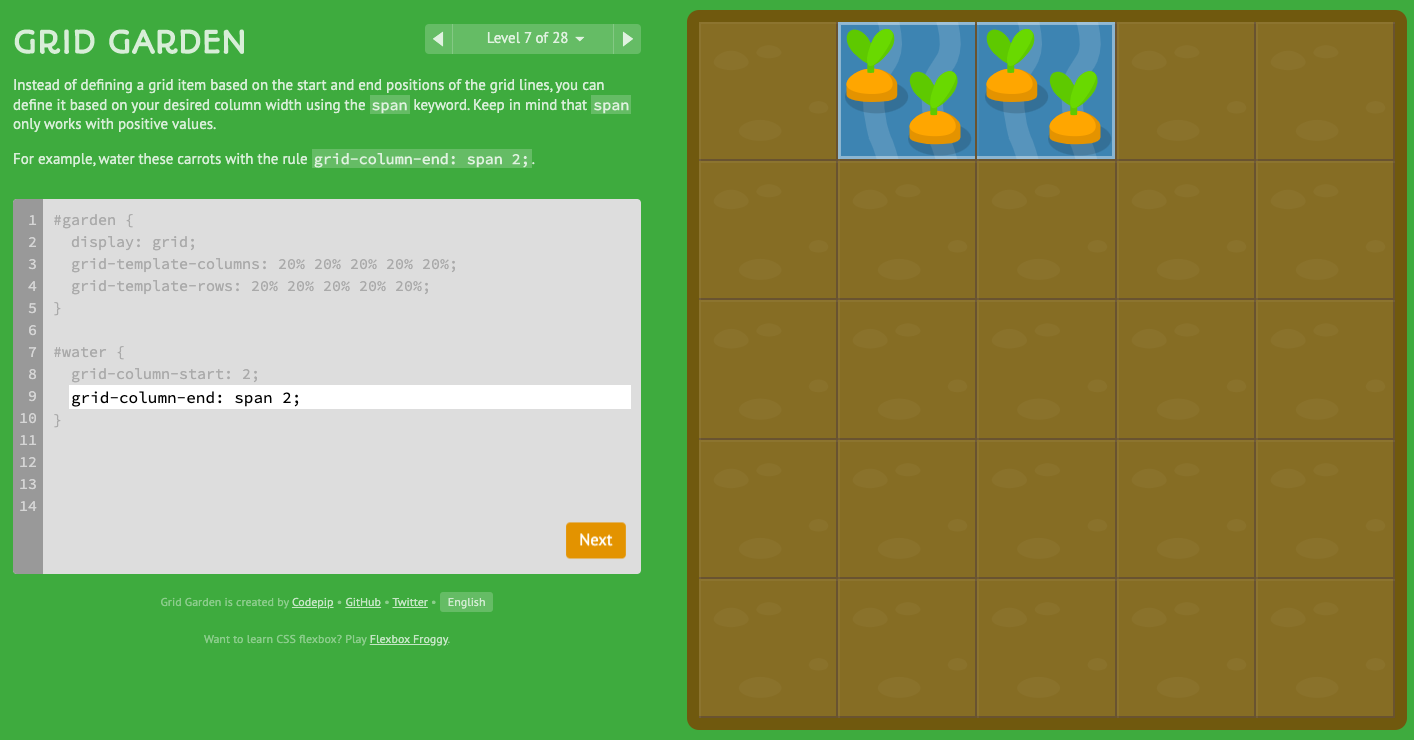 GRID GARDEN
Level 7 of 28
Instead of defining a grid item based on the start and end positions of the grid lines, you can
define it based on your desired column width using the span keyword. Keep in mind that span
only works with positive values.
For example, water these carrots with the rule grid-column-end: span 2;.
1 #garden {
2 display: grid;
3 grid-template-columns: 20% 20% 20% 20% 20%;
4 grid-template-rows: 20% 20% 20% 20% 20%;
5 }
6
7 #water {
8 grid-column-start: 2;
9 grid-column-end: span 2;
10 }
11
12
13
14
Next
Grid Garden is created by Codepip • GitHub • Twitter • English
Want to learn CSS flexbox? Play Flexbox Froggy.